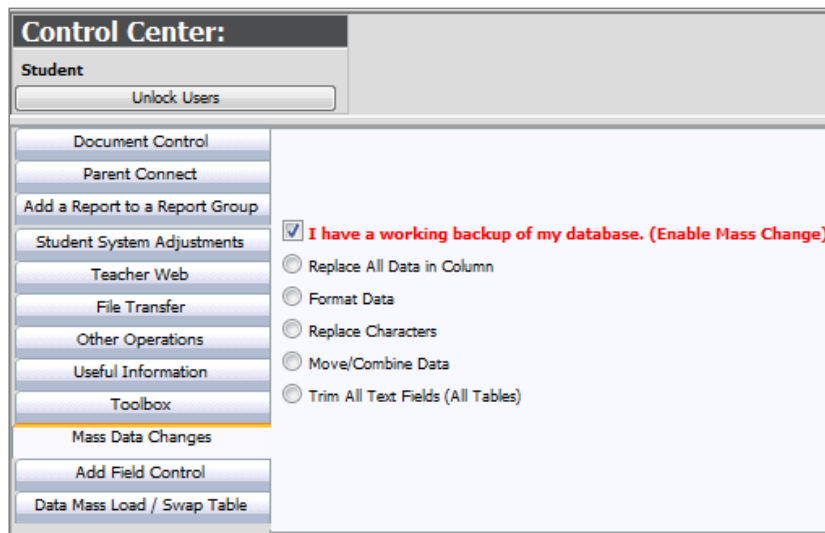 Control Center:
Student
Unlock Users
Document Control
Parent Connect
Add a Report to a Report Group
Student System Adjustments
Teacher Web
File Transfer
Other Operations
Useful Information
Toolbox
Mass Data Changes
Add Field Control
Data Mass Load / Swap Table
I have a working backup of my database. (Enable Mass Change)
Replace All Data in Column
Format Data
Replace Characters
Move/Combine Data
Trim All Text Fields (All Tables)